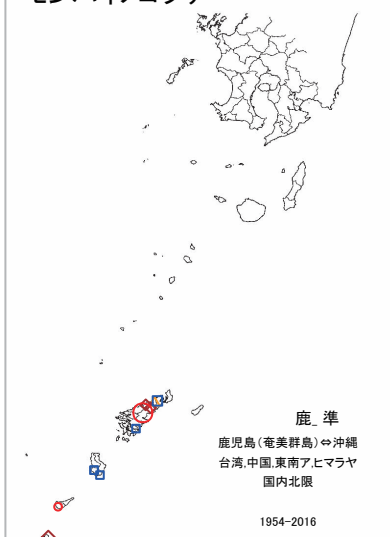 鹿_準
鹿児島(奄美群島)⇔沖縄
台湾,中国,東南ア,ヒマラヤ
国内北限
1954-2016